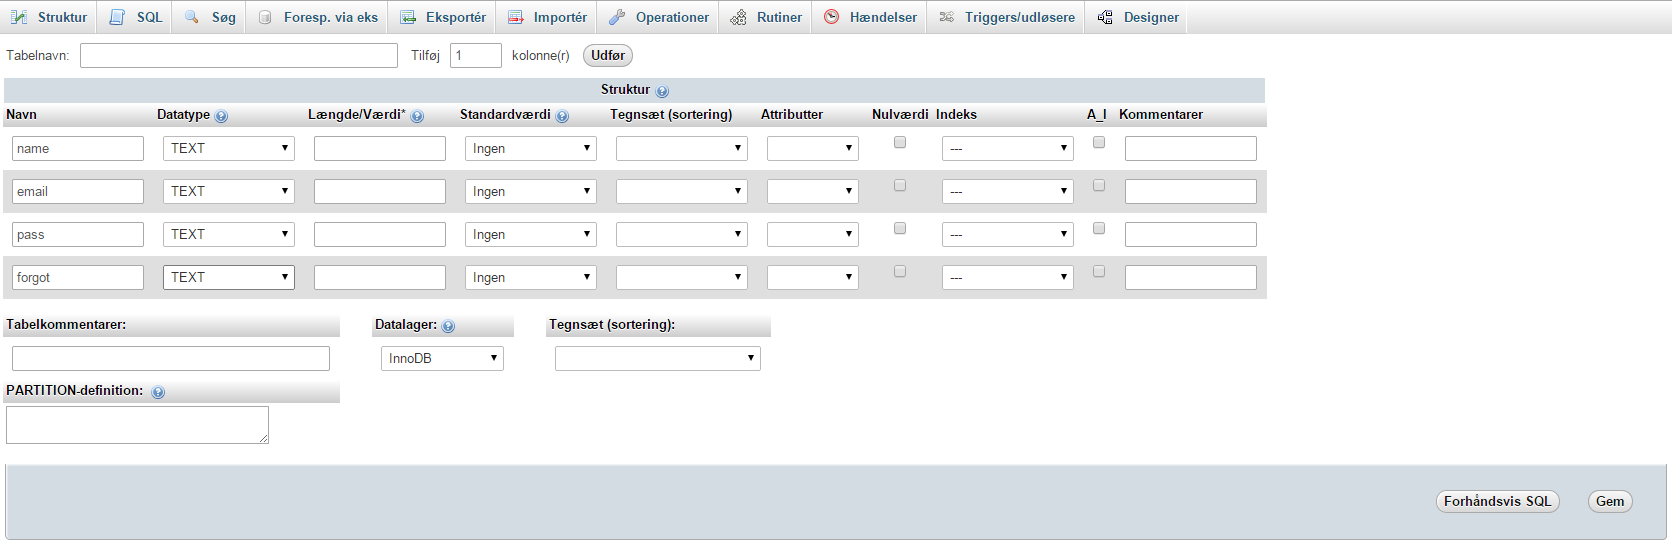 Struktur SQL Søg Foresp. via eks Eksportér Importér Operationer Rutiner Hændelser Triggers/udløsere Designer
Tabelnavn: Tilføj 1 kolonne(r) Udfør
Struktur
Navn Datatype Længde/Værdi* Standardværdi Tegnsæt (sortering) Attributter Nulværdi Indeks A_I Kommentarer
name TEXT Ingen ---
email TEXT Ingen ---
pass TEXT Ingen ---
forgot TEXT Ingen ---
Tabelkommentarer: Datalager: Tegnsæt (sortering):
InnoDB
PARTITION-definition:
Forhåndsvis SQL Gem